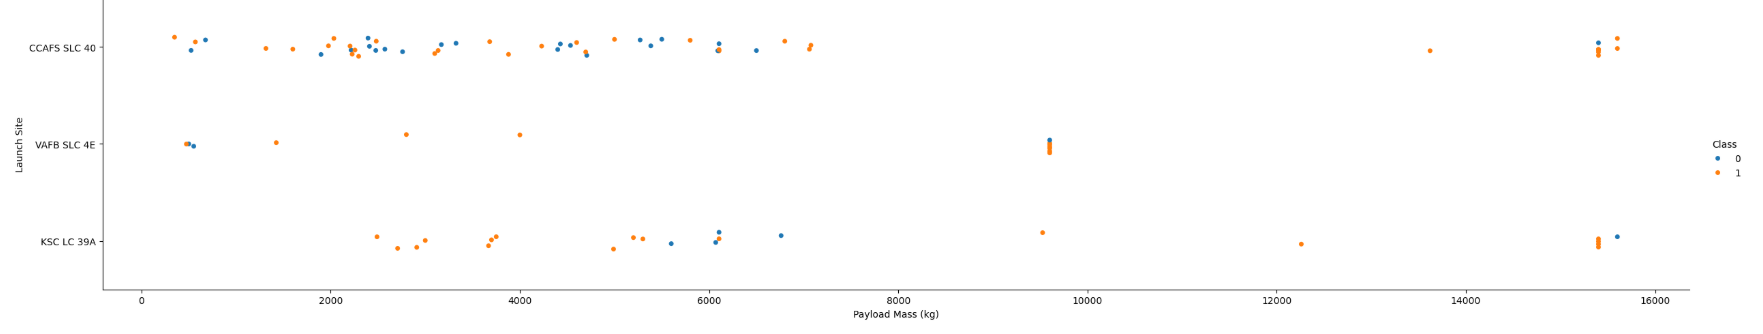 CCAFS SLC 40
VAFB SLC 4E
KSC LC 39A
Launch Site
0 2000 4000 6000 8000 10000 12000 14000 16000
Payload Mass (kg)
Class
0
1